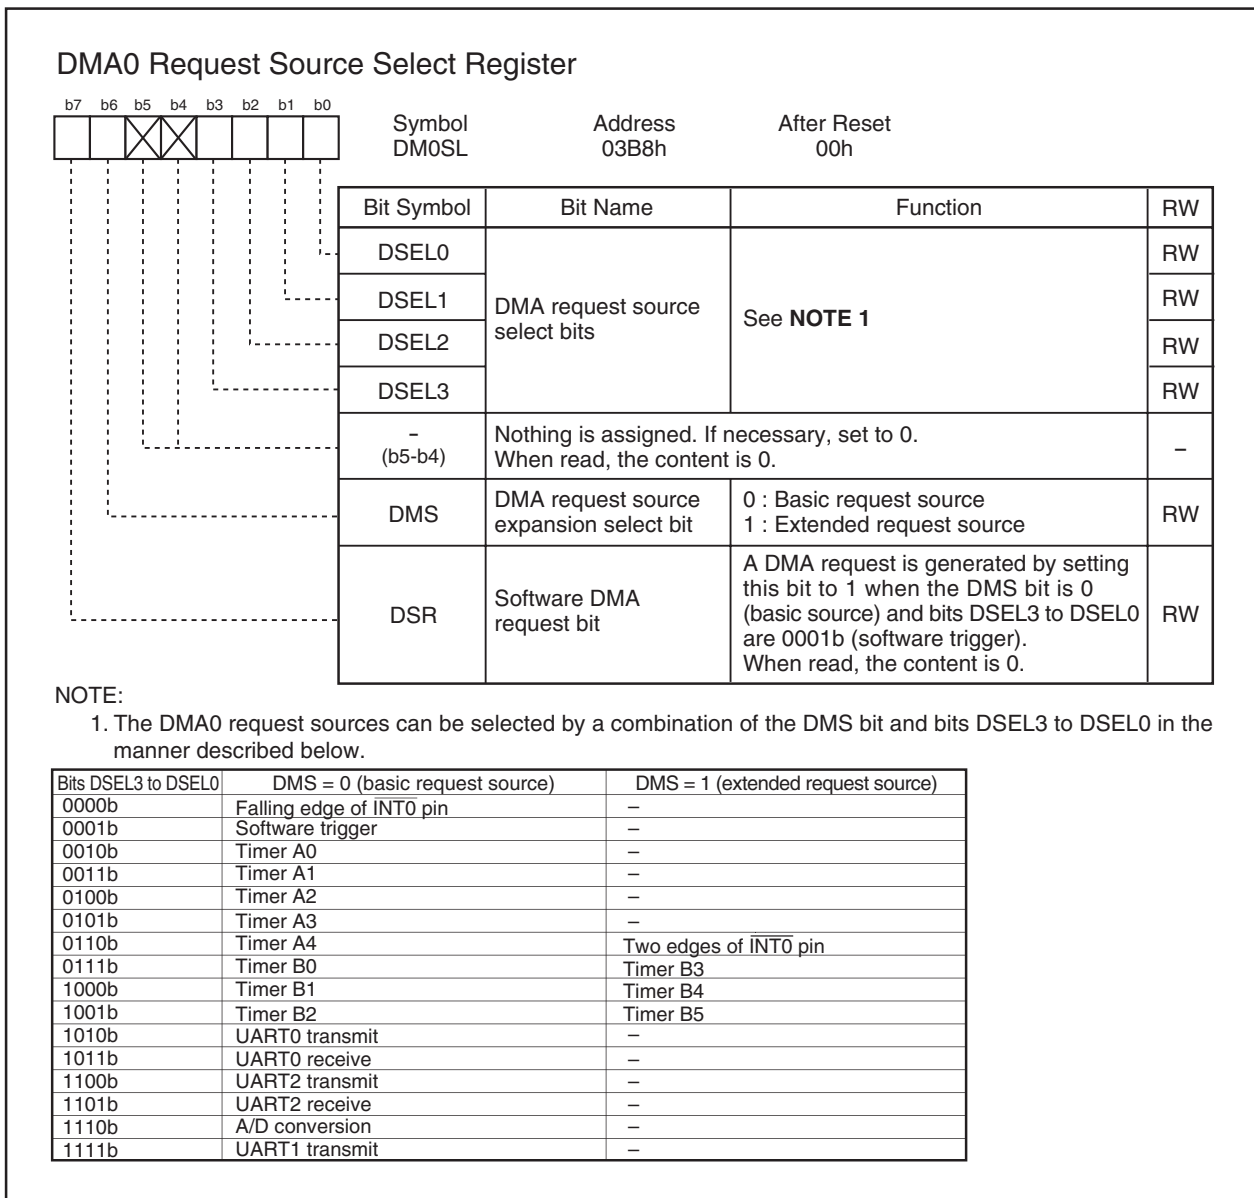 DMA0 Request Source Select Register
b7 b6 b5 b4 b3 b2 b1 b0
Symbol Address After Reset
DM0SL 03B8h 00h
Bit Symbol Bit Name Function RW
DSEL0 RW
DSEL1 RW
DMA request source
select bits
See NOTE 1
DSEL2 RW
DSEL3 RW
–
(b5-b4)
Nothing is assigned. If necessary, set to 0.
When read, the content is 0.
–
DMS
DMA request source
expansion select bit
0 : Basic request source
1 : Extended request source
RW
DSR
Software DMA
request bit
A DMA request is generated by setting
this bit to 1 when the DMS bit is 0
(basic source) and bits DSEL3 to DSEL0
are 0001b (software trigger).
When read, the content is 0.
RW
NOTE:
1. The DMA0 request sources can be selected by a combination of the DMS bit and bits DSEL3 to DSEL0 in the
manner described below.
Bits DSEL3 to DSEL0 DMS = 0 (basic request source) DMS = 1 (extended request source)
0000b Falling edge of INT0 pin –
0001b Software trigger –
0010b Timer A0 –
0011b Timer A1 –
0100b Timer A2 –
0101b Timer A3 –
0110b Timer A4 Two edges of INT0 pin
0111b Timer B0 Timer B3
1000b Timer B1 Timer B4
1001b Timer B2 Timer B5
1010b UART0 transmit –
1011b UART0 receive –
1100b UART2 transmit –
1101b UART2 receive –
1110b A/D conversion –
1111b UART1 transmit –